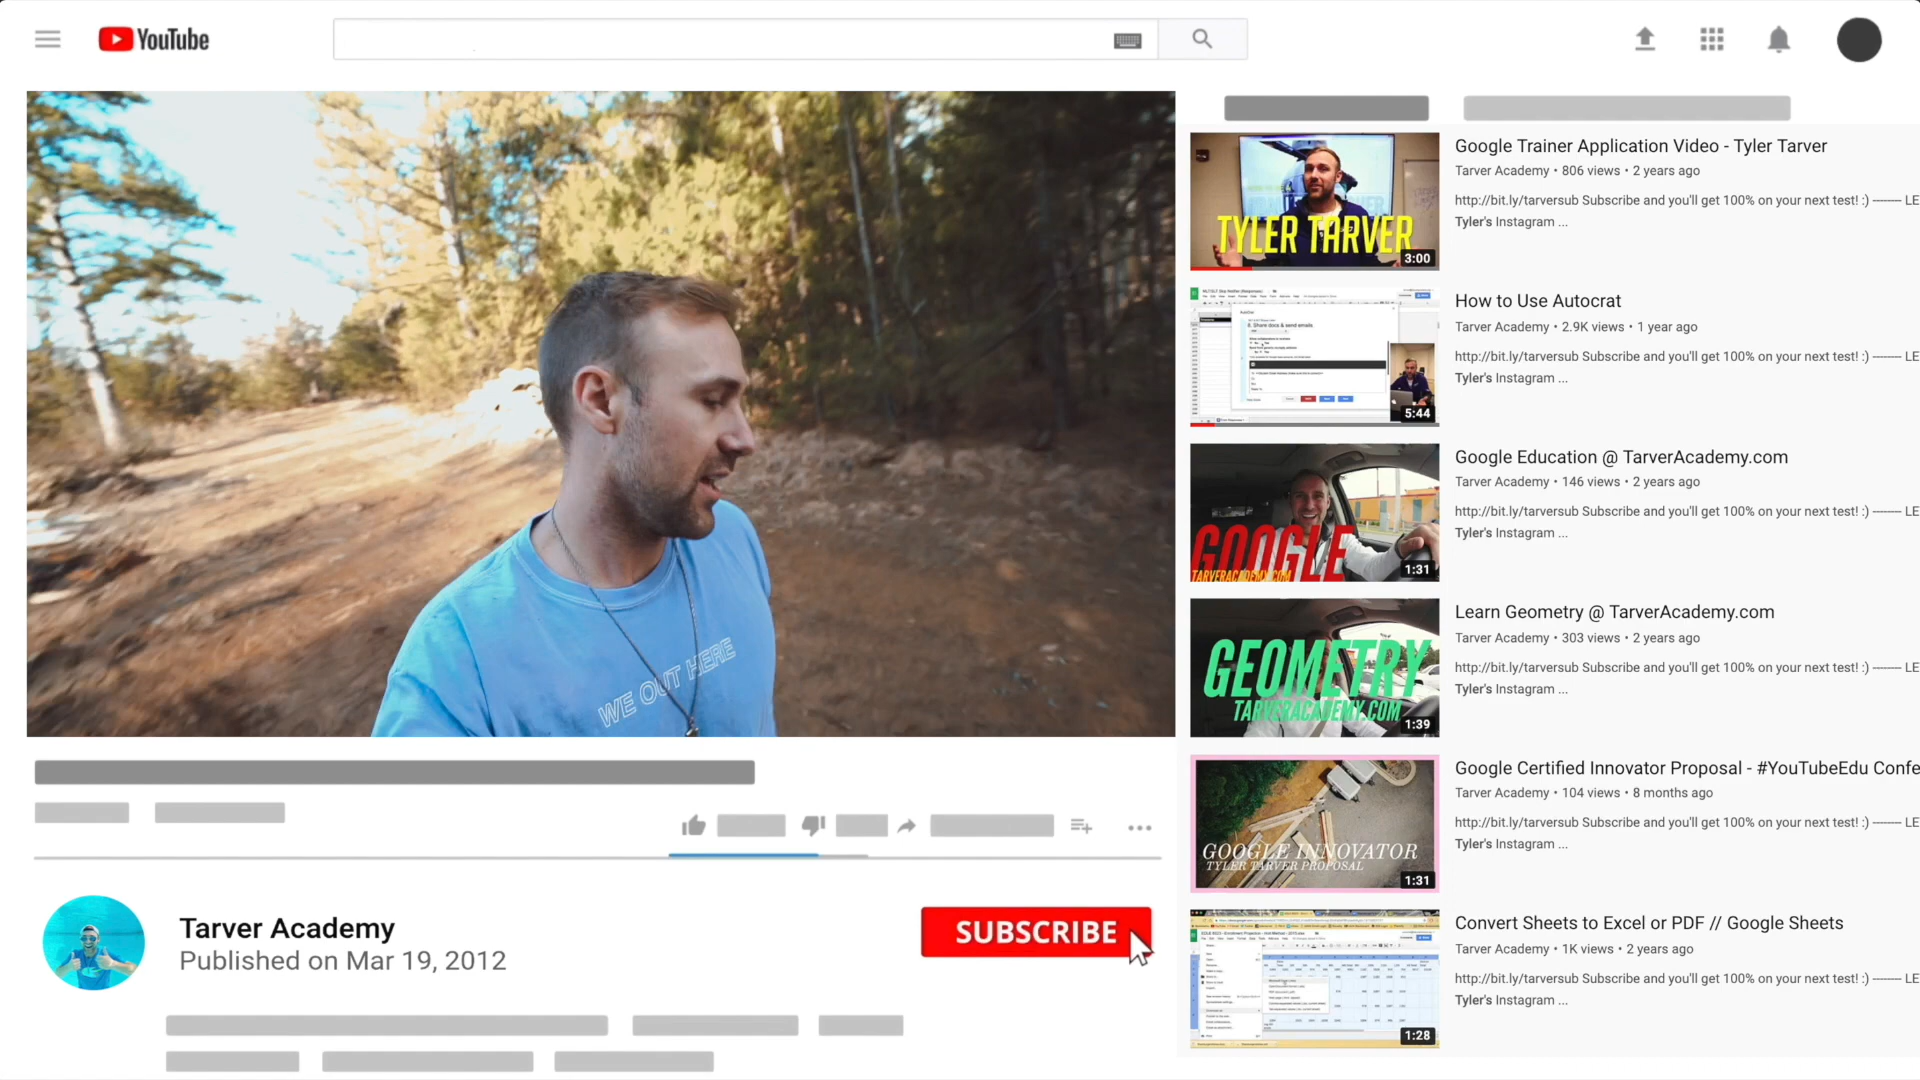 YouTube
WE OUT HERE
Tarver Academy
Published on Mar 19, 2012
SUBSCRIBE
TYLER TARVER
3:00
Google Trainer Application Video - Tyler Tarver
Tarver Academy • 806 views • 2 years ago
http://bit.ly/tarversub Subscribe and you'll get 100% on your next test! :) -------- LE
Tyler's Instagram ...
8. Share docs & send emails
5:44
How to Use Autocrat
Tarver Academy • 2.9K views • 1 year ago
http://bit.ly/tarversub Subscribe and you'll get 100% on your next test! :) -------- LE
Tyler's Instagram ...
GOOGLE
TARVERACADEMY.COM
1:31
Google Education @ TarverAcademy.com
Tarver Academy • 146 views • 2 years ago
http://bit.ly/tarversub Subscribe and you'll get 100% on your next test! :) -------- LE
Tyler's Instagram ...
GEOMETRY
TARVERACADEMY.COM
1:39
Learn Geometry @ TarverAcademy.com
Tarver Academy • 303 views • 2 years ago
http://bit.ly/tarversub Subscribe and you'll get 100% on your next test! :) -------- LE
Tyler's Instagram ...
GOOGLE INNOVATOR
TYLER TARVER PROPOSAL
1:31
Google Certified Innovator Proposal - #YouTubeEdu Confe
Tarver Academy • 104 views • 8 months ago
http://bit.ly/tarversub Subscribe and you'll get 100% on your next test! :) -------- LE
Tyler's Instagram ...
1:28
Convert Sheets to Excel or PDF // Google Sheets
Tarver Academy • 1K views • 2 years ago
http://bit.ly/tarversub Subscribe and you'll get 100% on your next test! :) -------- LE
Tyler's Instagram ...